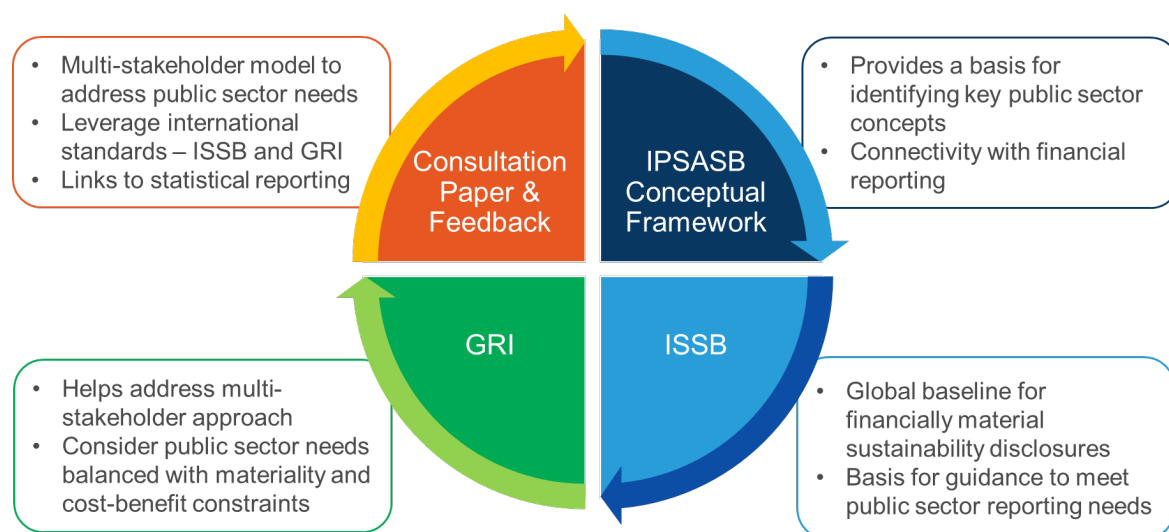 • Multi-stakeholder model to
address public sector needs
• Leverage international
standards – ISSB and GRI
• Links to statistical reporting
Consultation
Paper &
Feedback
IPSASB
Conceptual
Framework
• Provides a basis for
identifying key public sector
concepts
• Connectivity with financial
reporting
• Helps address multi-
stakeholder approach
• Consider public sector needs
balanced with materiality and
cost-benefit constraints
GRI
ISSB
• Global baseline for
financially material
sustainability disclosures
• Basis for guidance to meet
public sector reporting needs